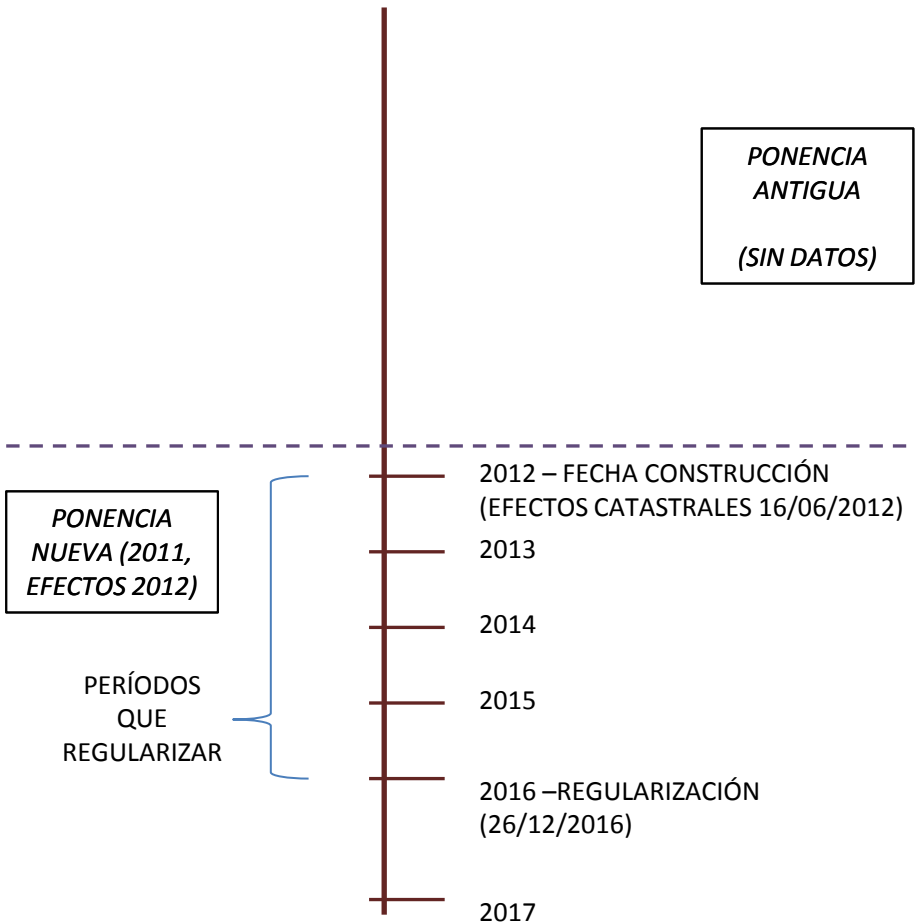 PONENCIA
ANTIGUA
(SIN DATOS)
2012 – FECHA CONSTRUCCIÓN
(EFECTOS CATASTRALES 16/06/2012)
PONENCIA
NUEVA (2011,
EFECTOS 2012)
2013
2014
PERÍODOS
QUE
REGULARIZAR
2015
2016 –REGULARIZACIÓN
(26/12/2016)
2017